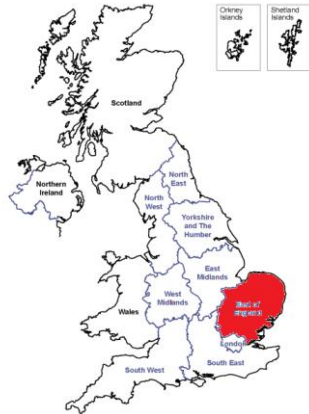 Orkney
Islands
Shetland
Islands
Scotland
Northern
Ireland
North
East
North
West
Yorkshire
and The
Humber
East
Midlands
West
Midlands
East of
England
Wales
London
South West
South East